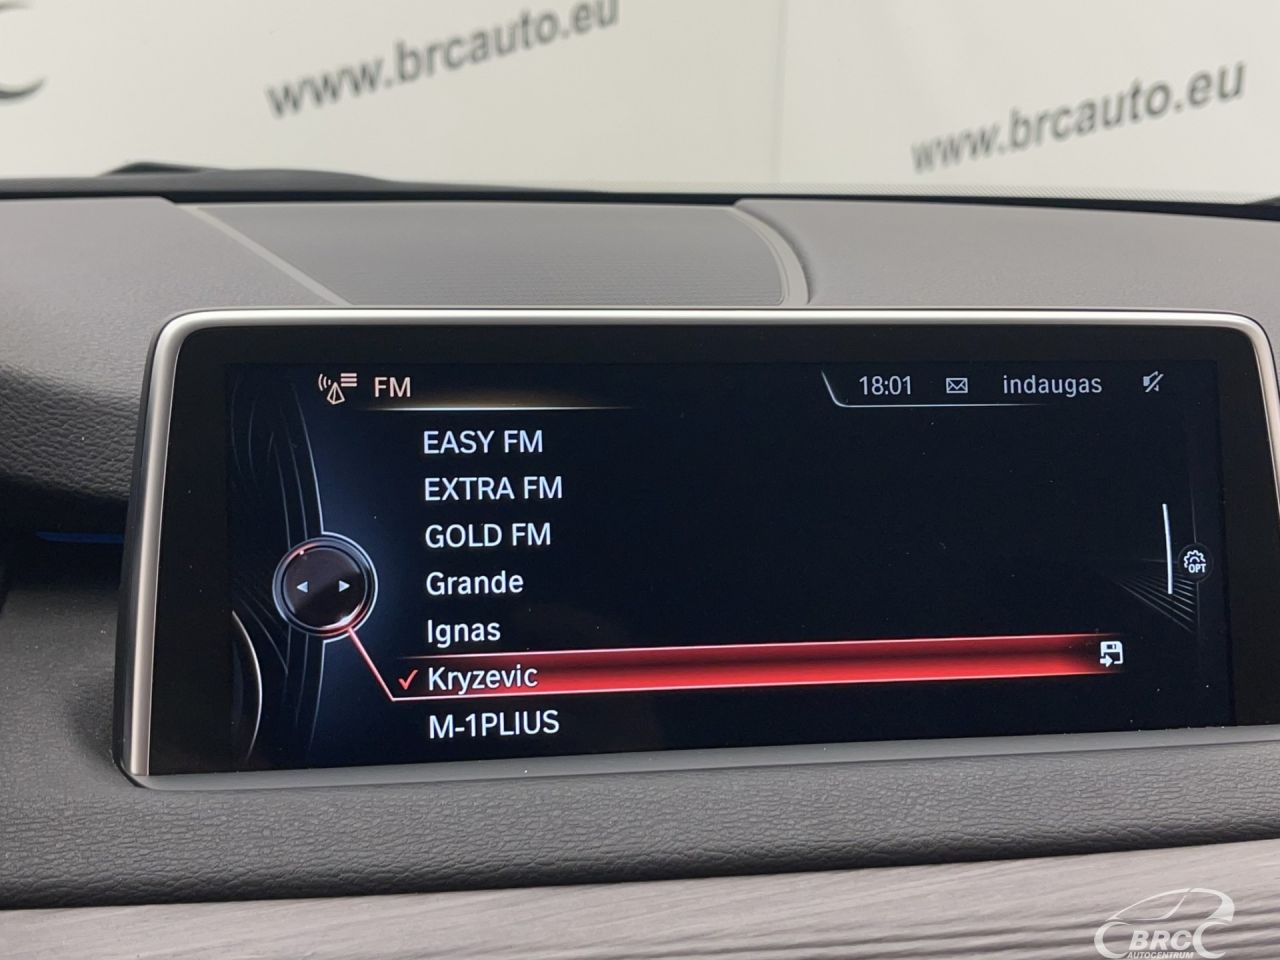 www.brcauto.eu
www.brcauto.eu
FM
18:01
indaugas
EASY FM
EXTRA FM
GOLD FM
Grande
Ignas
Kryzevic
M-1PLIUS
OPT
BRC
AUTOCENTRUM